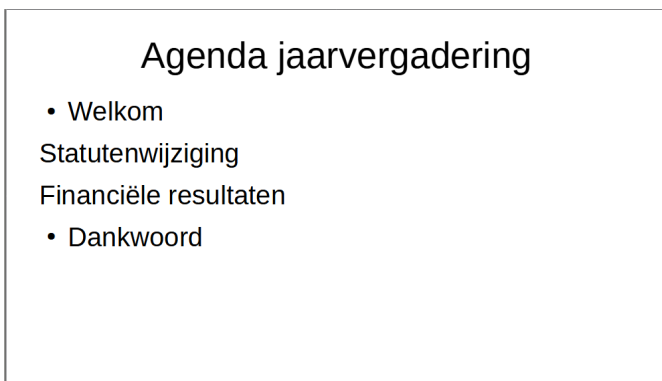 Agenda jaarvergadering
• Welkom
Statutenwijziging
Financiële resultaten
• Dankwoord